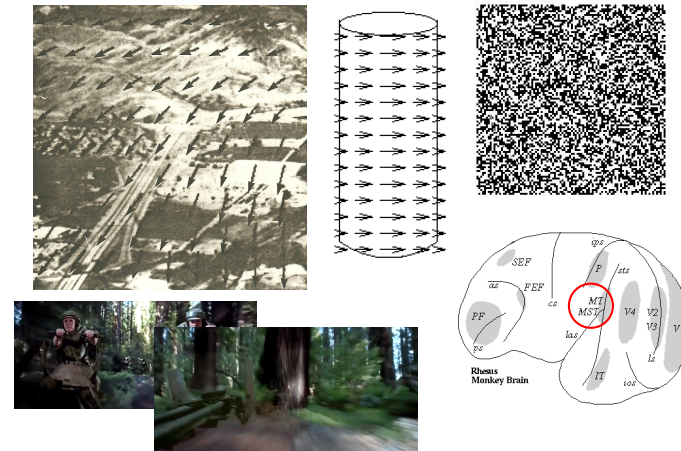 ips
SEF
P
sts
as
FEF
cs
MT
PF
MST
V4
V2
V3
V
las
ps
ls
Rhesus
IT
ios
Monkey Brain